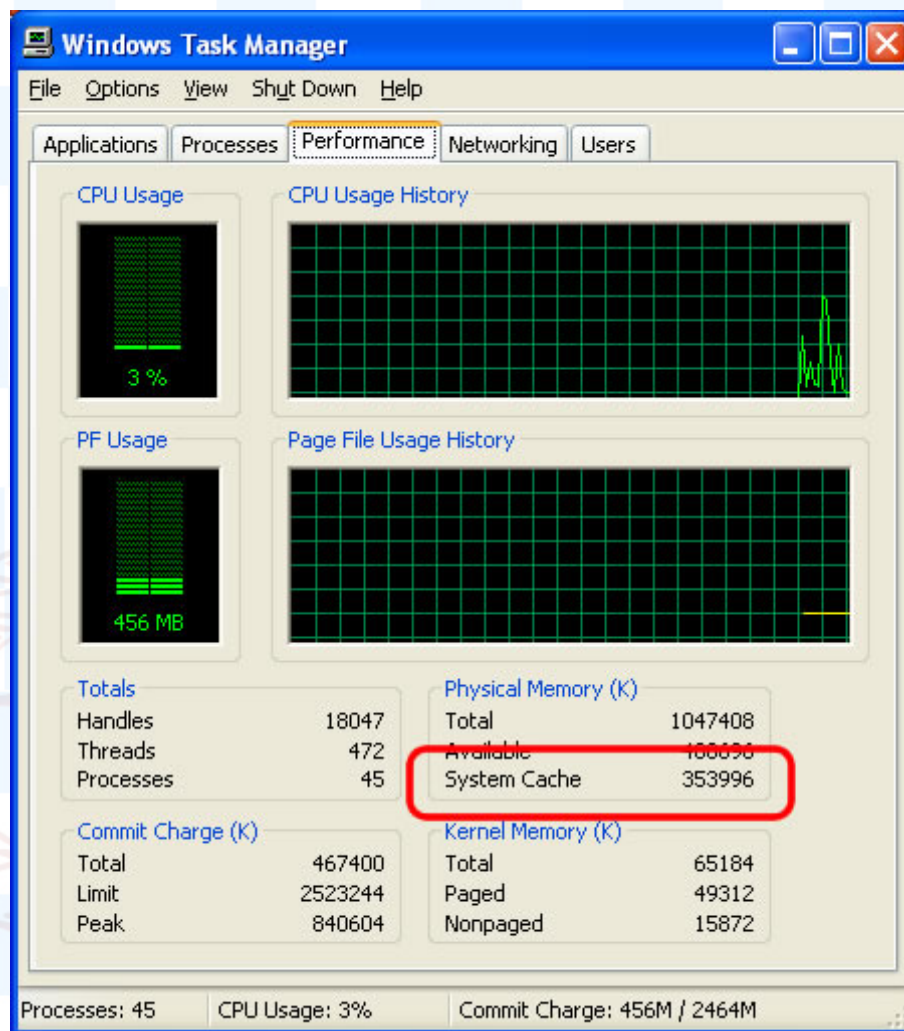 Windows Task Manager
File Options View Shut Down Help
Applications Processes Performance Networking Users
CPU Usage CPU Usage History
3 %
PF Usage Page File Usage History
456 MB
Totals
Handles 18047
Threads 472
Processes 45
Physical Memory (K)
Total 1047408
Available
System Cache 353996
Commit Charge (K)
Total 467400
Limit 2523244
Peak 840604
Kernel Memory (K)
Total 65184
Paged 49312
Nonpaged 15872
Processes: 45 CPU Usage: 3% Commit Charge: 456M / 2464M